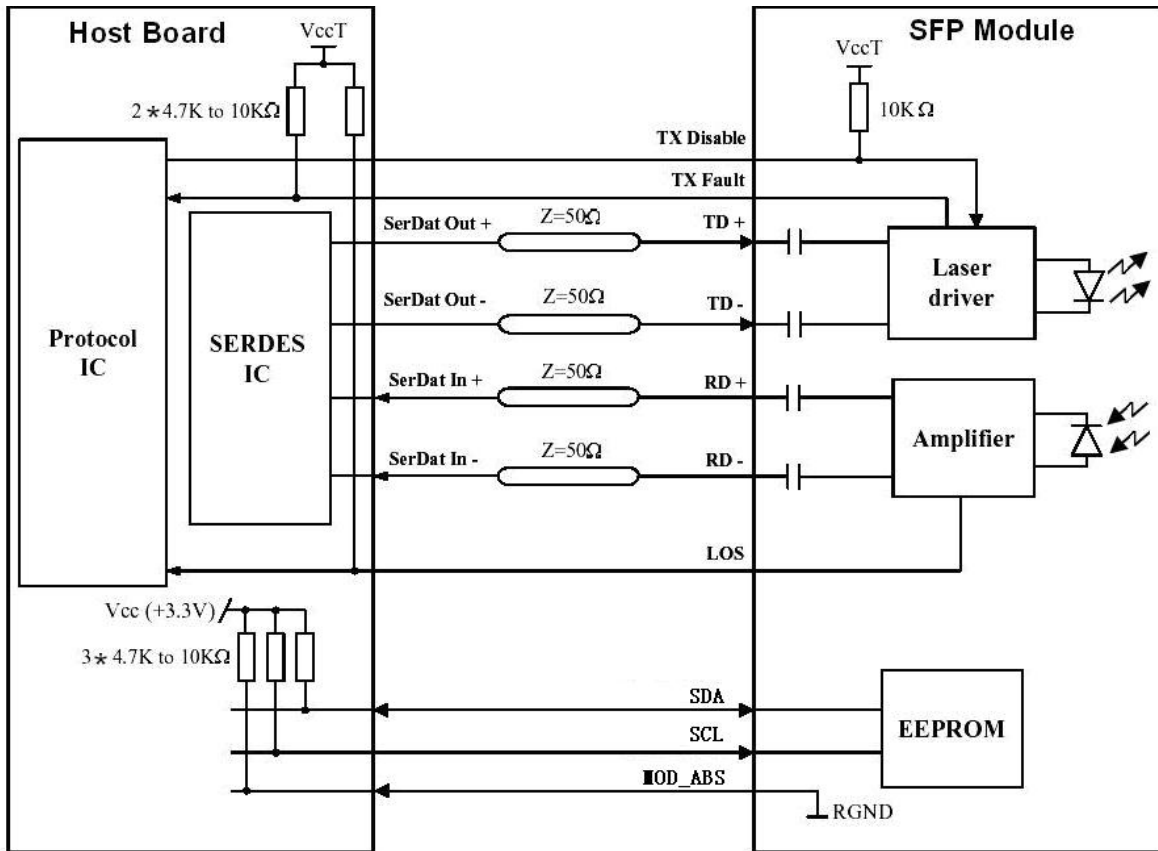 Host Board
SFP Module
VccT
VccT
2*4.7K to 10KΩ
10KΩ
TX Disable
TX Fault
SerDat Out +
Z=50Ω
TD +
Laser
driver
SerDat Out -
Z=50Ω
TD -
Protocol
IC
SERDES
IC
SerDat In +
Z=50Ω
RD +
Amplifier
SerDat In -
Z=50Ω
RD -
LOS
Vcc (+3.3V)
3*4.7K to 10KΩ
SDA
SCL
EEPROM
MOD_ABS
RGND